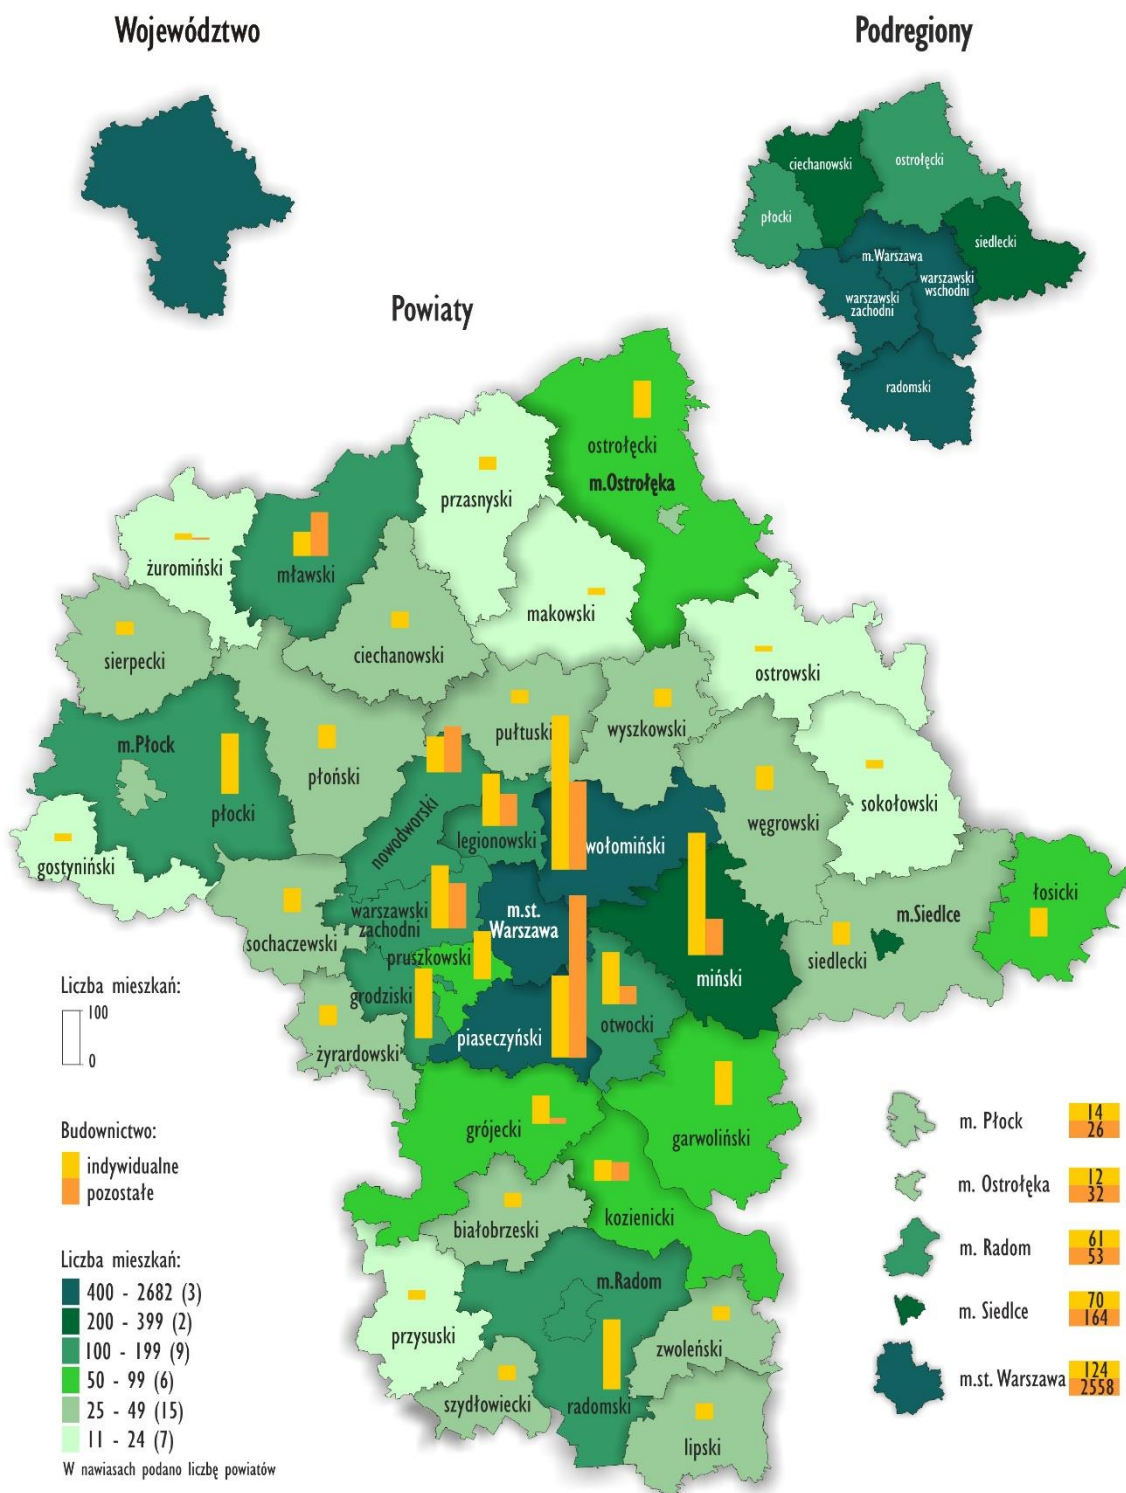 Województwo
Podregiony
ciechanowski
ostrołęcki
płocki
siedlecki
m.Warszawa
warszawski
wschodni
warszawski
zachodni
radomski
Powiaty
ostrołęcki
m.Ostrołęka
przasnyski
żuromiński
mławski
makowski
ciechanowski
sierpecki
ostrowski
pułtuski
wyszkowski
m.Płock
płoński
płocki
sokołowski
węgrowski
nowodworski
legionowski
wołomiński
gostyniński
łosicki
warszawski
zachodni
m.st.
Warszawa
m.Siedlce
sochaczewski
pruszkowski
siedlecki
miński
grodziski
otwocki
piaseczyński
żyrardowski
Liczba mieszkań:
100
0
grójecki
garwoliński
Budownictwo:
indywidualne
pozostałe
białobrzeski
kozienicki
m.Radom
przysuski
zwoleński
szydłowiecki
radomski
lipski
Liczba mieszkań:
400 - 2682 (3)
200 - 399 (2)
100 - 199 (9)
50 - 99 (6)
25 - 49 (15)
11 - 24 (7)
W nawiasach podano liczbę powiatów
m. Płock
14
26
m. Ostrołęka
12
32
m. Radom
61
53
m. Siedlce
70
164
m.st. Warszawa
124
2558